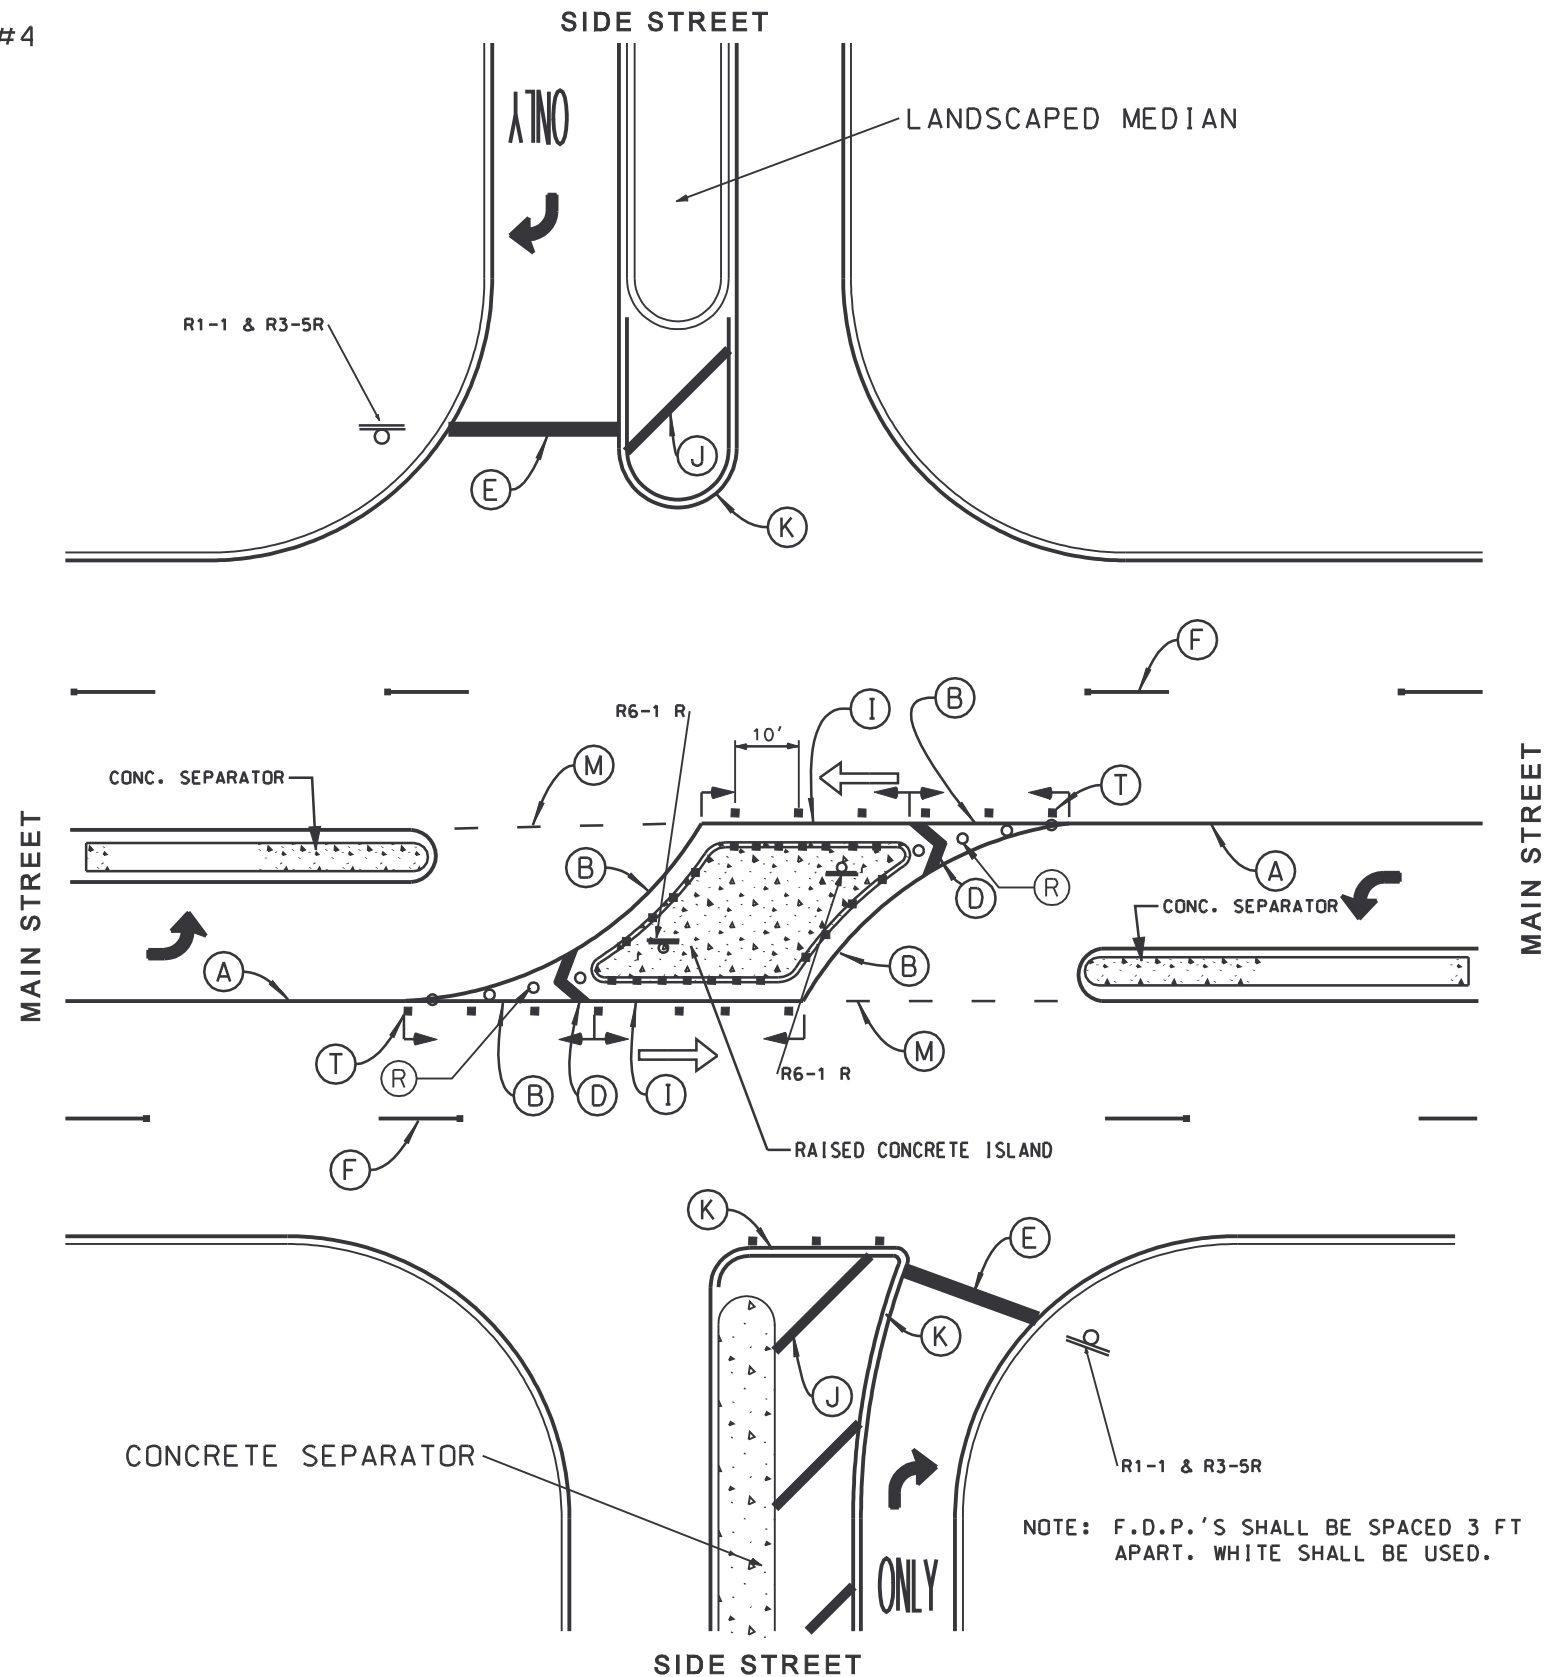 #4
SIDE STREET
ONLY
LANDSCAPED MEDIAN
R1-1 & R3-5R
J
E
K
F
B
I
R6-1 R
10'
M
CONC. SEPARATOR
T
MAIN STREET
MAIN STREET
B
A
R
D
CONC. SEPARATOR
A
B
M
T
R
B
D
I
R6-1 R
F
RAISED CONCRETE ISLAND
K
E
K
J
CONCRETE SEPARATOR
R1-1 & R3-5R
NOTE: F.D.P.'S SHALL BE SPACED 3 FT
APART. WHITE SHALL BE USED.
ONLY
SIDE STREET